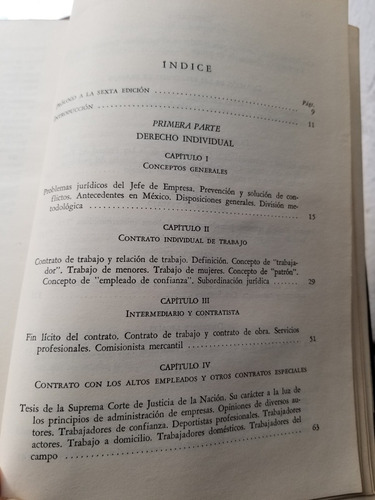 INDICE
Pág.
PRÓLOGO A LA SEXTA EDICIÓN 9
INTRODUCCIÓN 11
PRIMERA PARTE
DERECHO INDIVIDUAL
CAPITULO I
CONCEPTOS GENERALES
Problemas jurídicos del Jefe de Empresa. Prevención y solución de con-
flictos. Antecedentes en México. Disposiciones generales. División me-
todológica 15
CAPITULO II
CONTRATO INDIVIDUAL DE TRABAJO
Contrato de trabajo y relación de trabajo. Definición. Concepto de "trabaja-
dor". Trabajo de menores. Trabajo de mujeres. Concepto de "patrón".
Concepto de "empleado de confianza". Subordinación jurídica 29
CAPÍTULO III
INTERMEDIARIO Y CONTRATISTA
Fin lícito del contrato. Contrato de trabajo y contrato de obra. Servicios
profesionales. Comisionista mercantil 51
CAPITULO IV
CONTRATO CON LOS ALTOS EMPLEADOS Y OTROS CONTRATOS ESPECIALES
Tesis de la Suprema Corte de Justicia de la Nación. Su carácter a la luz de
los principios de administración de empresas. Opiniones de diversos au-
tores. Trabajadores de confianza. Deportistas profesionales. Trabajadores
actores. Trabajo a domicilio. Trabajadores domésticos. Trabajadores del
campo 63